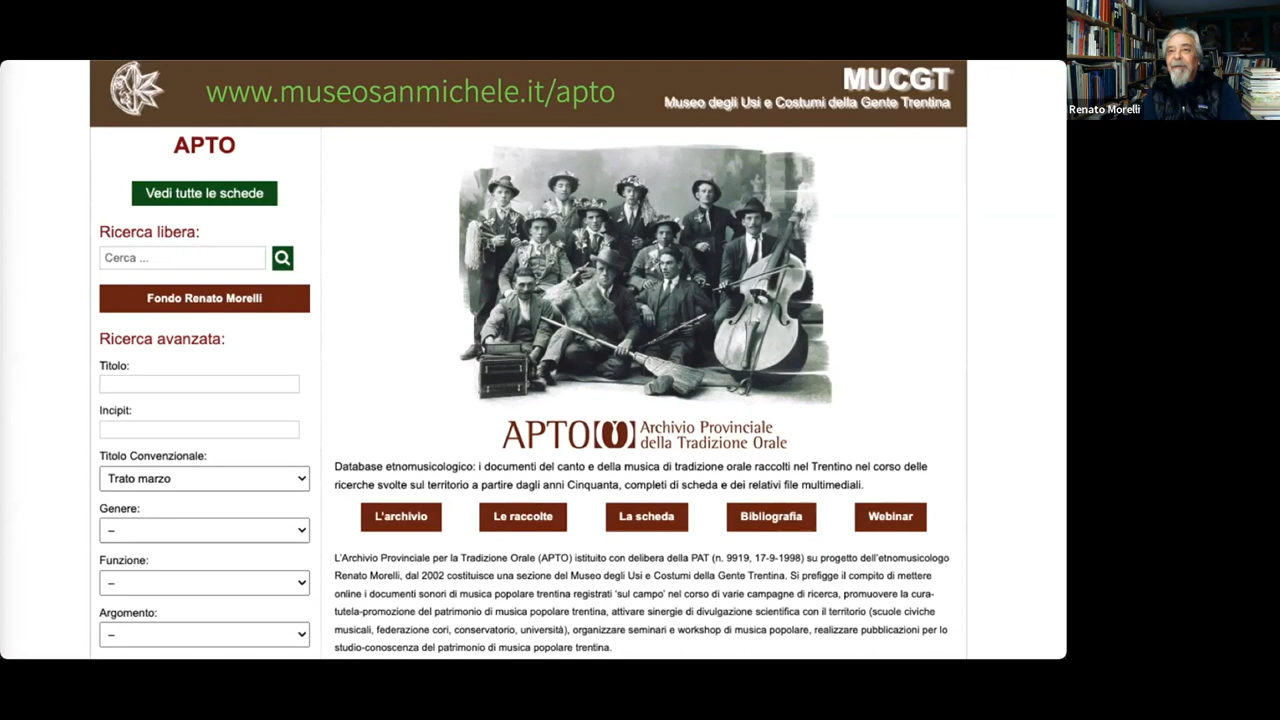 www.museosanmichele.it/apto
MUCGT
Museo degli Usi e Costumi della Gente Trentina
Renato Morelli
APTO
Vedi tutte le schede
Ricerca libera:
Cerca ...
Fondo Renato Morelli
Ricerca avanzata:
Titolo:
Incipit:
Titolo Convenzionale:
Trato marzo
Genere:
–
Funzione:
–
Argomento:
–
APTO Archivio Provinciale
della Tradizione Orale
Database etnomusicologico: i documenti del canto e della musica di tradizione orale raccolti nel Trentino nel corso delle
ricerche svolte sul territorio a partire dagli anni Cinquanta, completi di scheda e dei relativi file multimediali.
L'archivio
Le raccolte
La scheda
Bibliografia
Webinar
L'Archivio Provinciale per la Tradizione Orale (APTO) istituito con delibera della PAT (n. 9919, 17-9-1998) su progetto dell'etnomusicologo
Renato Morelli, dal 2002 costituisce una sezione del Museo degli Usi e Costumi della Gente Trentina. Si prefigge il compito di mettere
online i documenti sonori di musica popolare trentina registrati 'sul campo' nel corso di varie campagne di ricerca, promuovere la cura-
tutela-promozione del patrimonio di musica popolare trentina, attivare sinergie di divulgazione scientifica con il territorio (scuole civiche
musicali, federazione cori, conservatorio, università), organizzare seminari e workshop di musica popolare, realizzare pubblicazioni per lo
studio-conoscenza del patrimonio di musica popolare trentina.